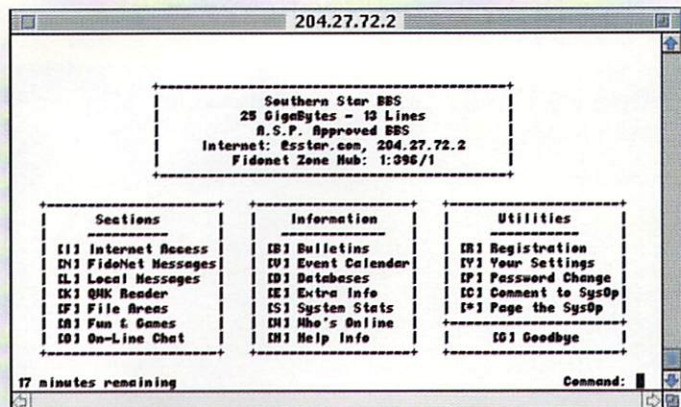 204.27.72.2
Southern Star BBS
25 GigaBytes - 13 Lines
A.S.P. Approved BBS
Internet: @sstar.com, 204.27.72.2
Fidonet Zone Hub: 1:396/1
Sections
[I] Internet Access
[N] FidoNet Messages
[L] Local Messages
[K] QWK Reader
[F] File Areas
[A] Fun & Games
[O] On-Line Chat
Information
[B] Bulletins
[V] Event Calendar
[D] Databases
[E] Extra Info
[S] System Stats
[W] Who's Online
[H] Help Info
Utilities
[R] Registration
[Y] Your Settings
[P] Password Change
[C] Comment to SysOp
[*] Page the SysOp
[G] Goodbye
17 minutes remaining
Command: